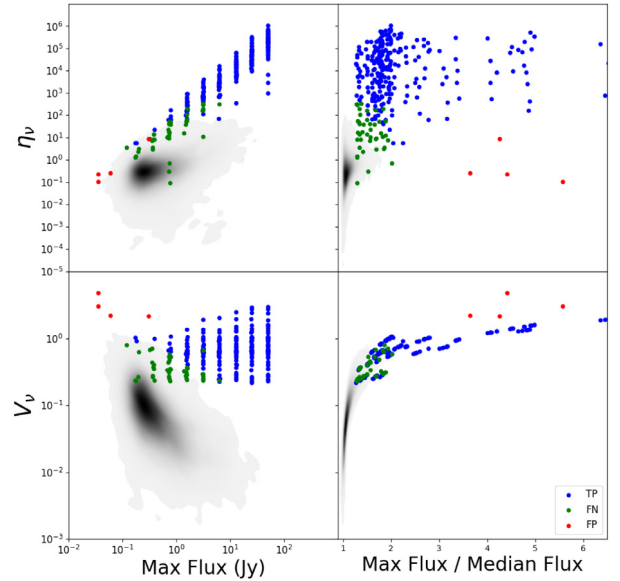 10⁶
10⁵
10⁴
10³
10²
10¹
10⁰
10⁻¹
10⁻²
10⁻³
10⁻⁴
10⁻⁵
ην
10⁰
10⁻¹
10⁻²
10⁻³
Vν
TP
FN
FP
10⁻² 10⁻¹ 10⁰ 10¹ 10²
1 2 3 4 5 6
Max Flux (Jy)
Max Flux / Median Flux